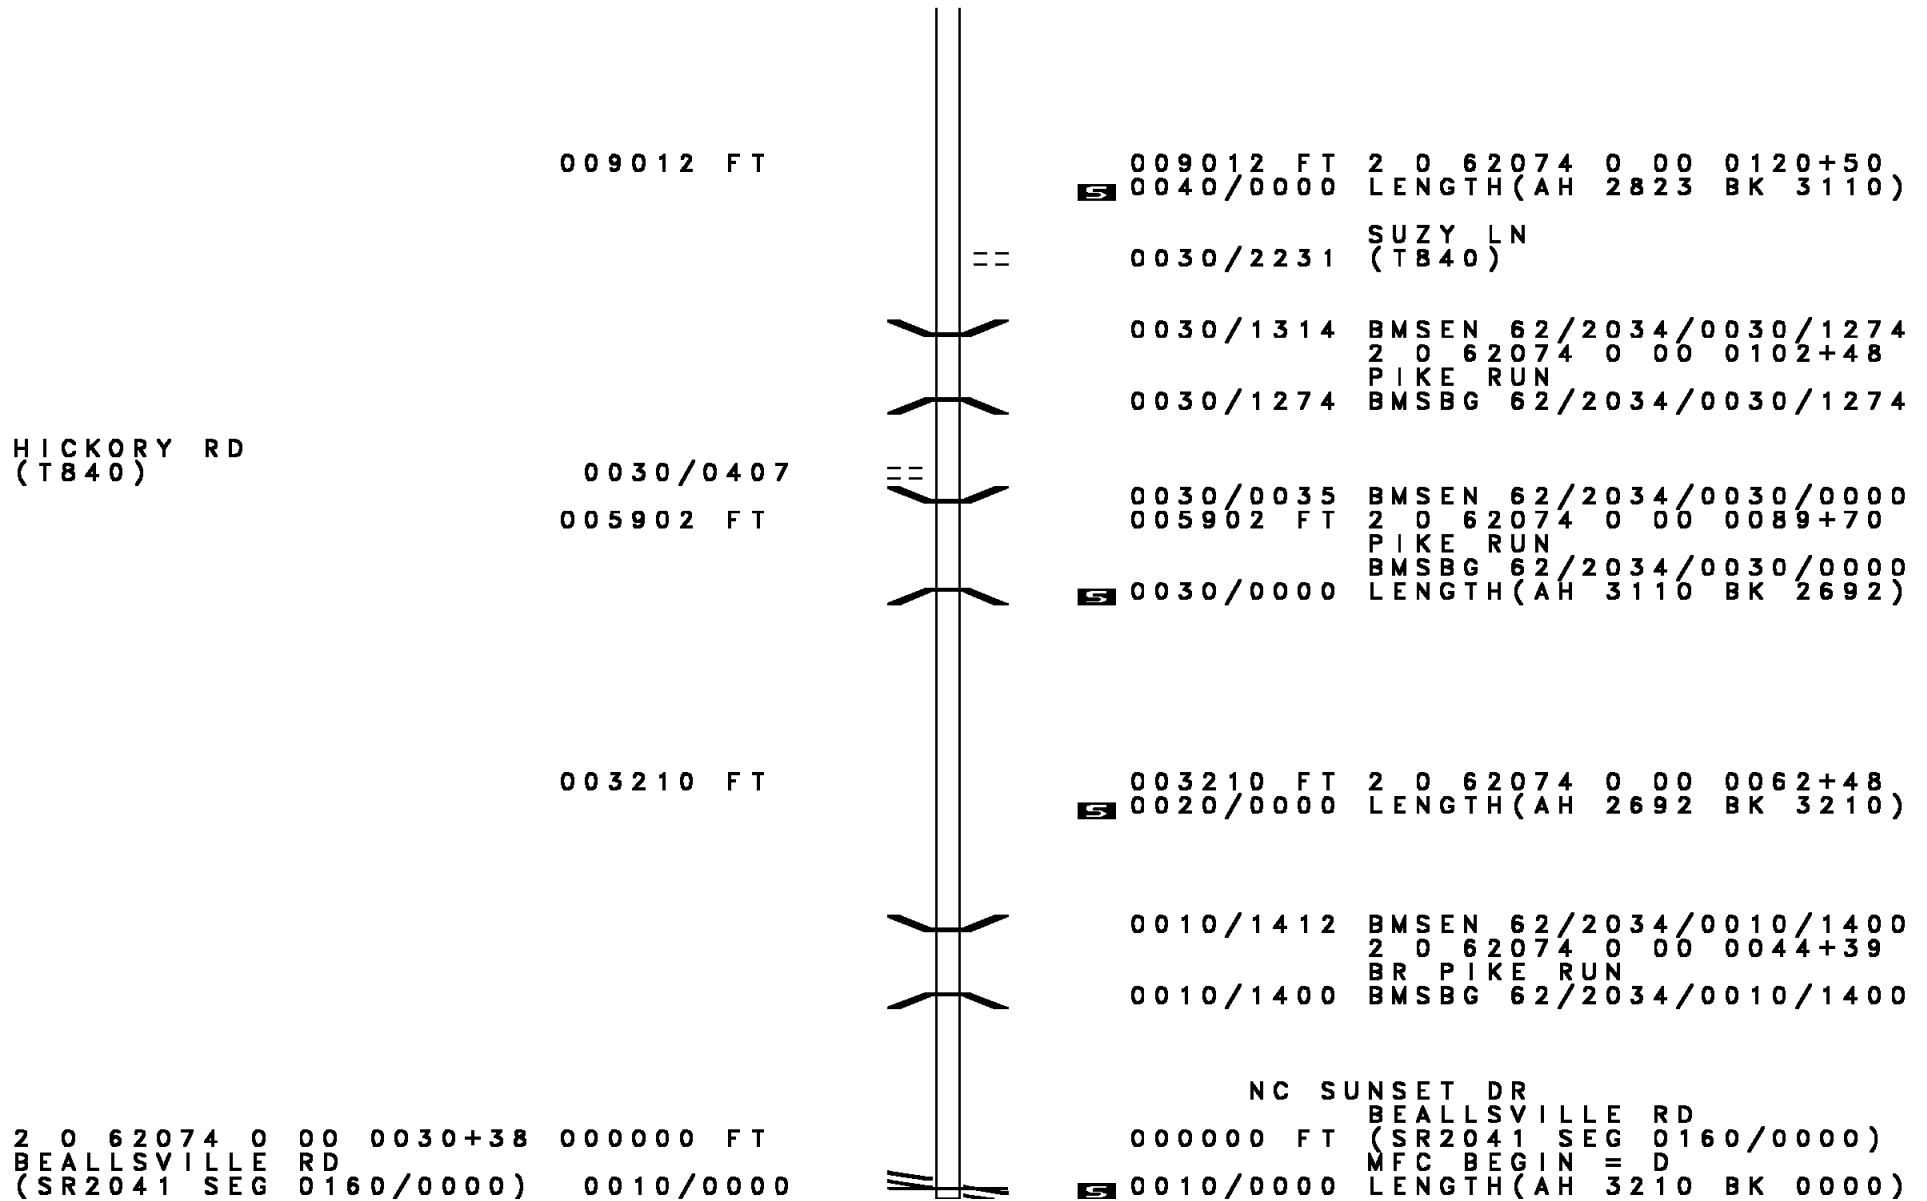 009012 FT 009012 FT 2 0 62074 0 00 0120+50
S 0040/0000 LENGTH(AH 2823 BK 3110)
SUZY LN
0030/2231 (T840)
0030/1314 BMSEN 62/2034/0030/1274
2 0 62074 0 00 0102+48
PIKE RUN
0030/1274 BMSBG 62/2034/0030/1274
HICKORY RD
(T840) 0030/0407
0030/0035 BMSEN 62/2034/0030/0000
005902 FT 005902 FT 2 0 62074 0 00 0089+70
PIKE RUN
BMSBG 62/2034/0030/0000
S 0030/0000 LENGTH(AH 3110 BK 2692)
003210 FT 003210 FT 2 0 62074 0 00 0062+48
S 0020/0000 LENGTH(AH 2692 BK 3210)
0010/1412 BMSEN 62/2034/0010/1400
2 0 62074 0 00 0044+39
BR PIKE RUN
0010/1400 BMSBG 62/2034/0010/1400
NC SUNSET DR
BEALLSVILLE RD
2 0 62074 0 00 0030+38 000000 FT 000000 FT (SR2041 SEG 0160/0000)
BEALLSVILLE RD MFC BEGIN = D
(SR2041 SEG 0160/0000) 0010/0000 S 0010/0000 LENGTH(AH 3210 BK 0000)